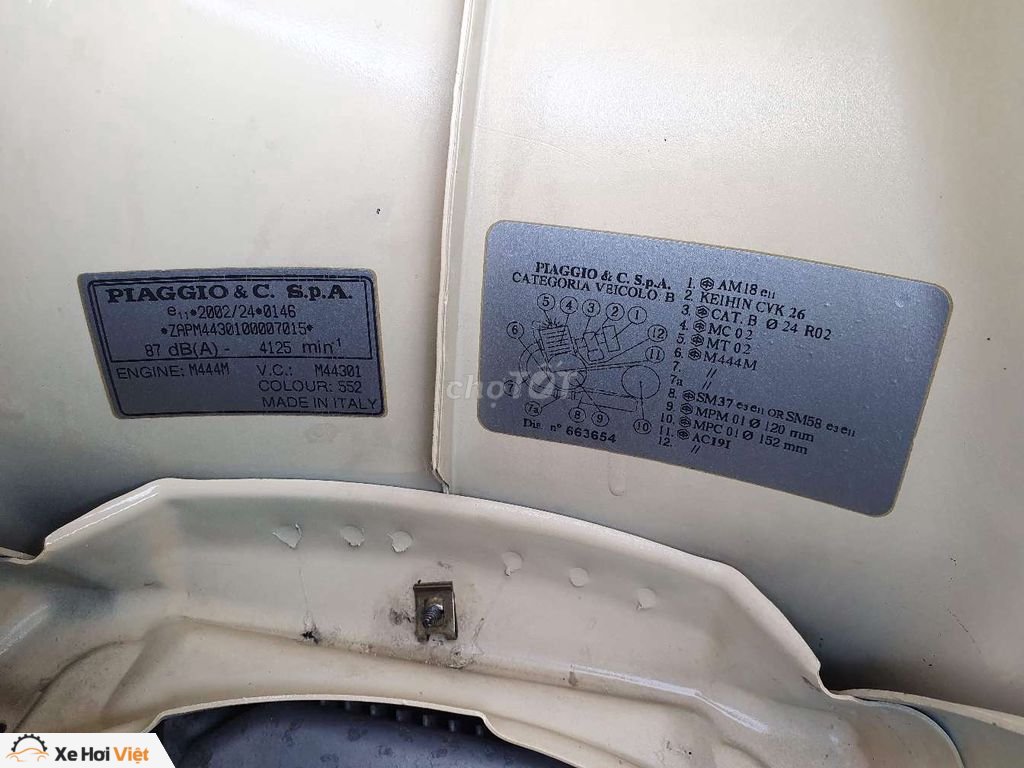 PIAGGIO & C. S.p.A.
e11*2002/24*0146
*ZAPM4430100007015*
87 dB(A) - 4125 min-1
ENGINE: M444M V.C.: M44301
COLOUR: 552
MADE IN ITALY
PIAGGIO & C. S.p.A.
CATEGORIA VEICOLO: B
5 4 3 2 1
6 12
11
7
7a 8 9 10
Dis. n° 663654
1. AM18 e11
2. KEIHIN CVK 26
3. CAT. B Ø 24 R02
4. MC 02
5. MT 02
6. M444M
7. //
7a //
8. SM37 e3 e11 OR SM58 e3 e11
9. MPM 01 Ø 120 mm
10. MPC 01 Ø 152 mm
11. AC191
12. //
chợTỐT
Xe Hơi Việt